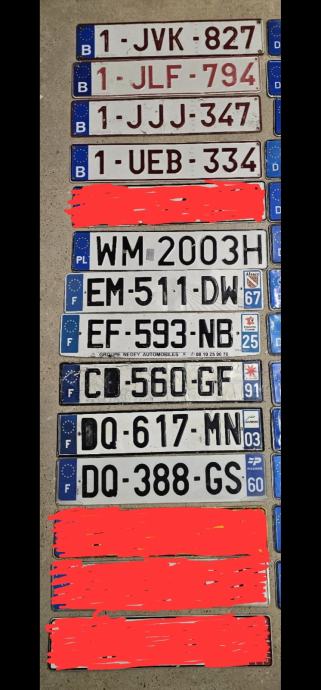 B 1-JVK-827
B 1-JLF-794
B 1-JJJ-347
B 1-UEB-334
PL WM 2003H
F EM-511-DW 67
F EF-593-NB 25
GROUPE NEDEY AUTOMOBILES
F CD-560-GF 91
F DQ-617-MN 03
F DQ-388-GS 60